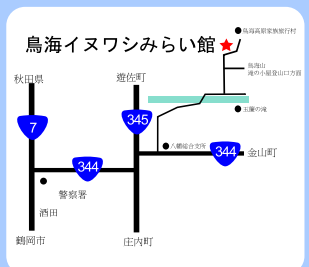 鳥海高原家族旅行村
鳥海イヌワシみらい館
鳥海山
滝の小屋登山口方面
秋田県
遊佐町
玉簾の滝
7
345
八幡総合支所
344
金山町
344
警察署
酒田
鶴岡市
庄内町